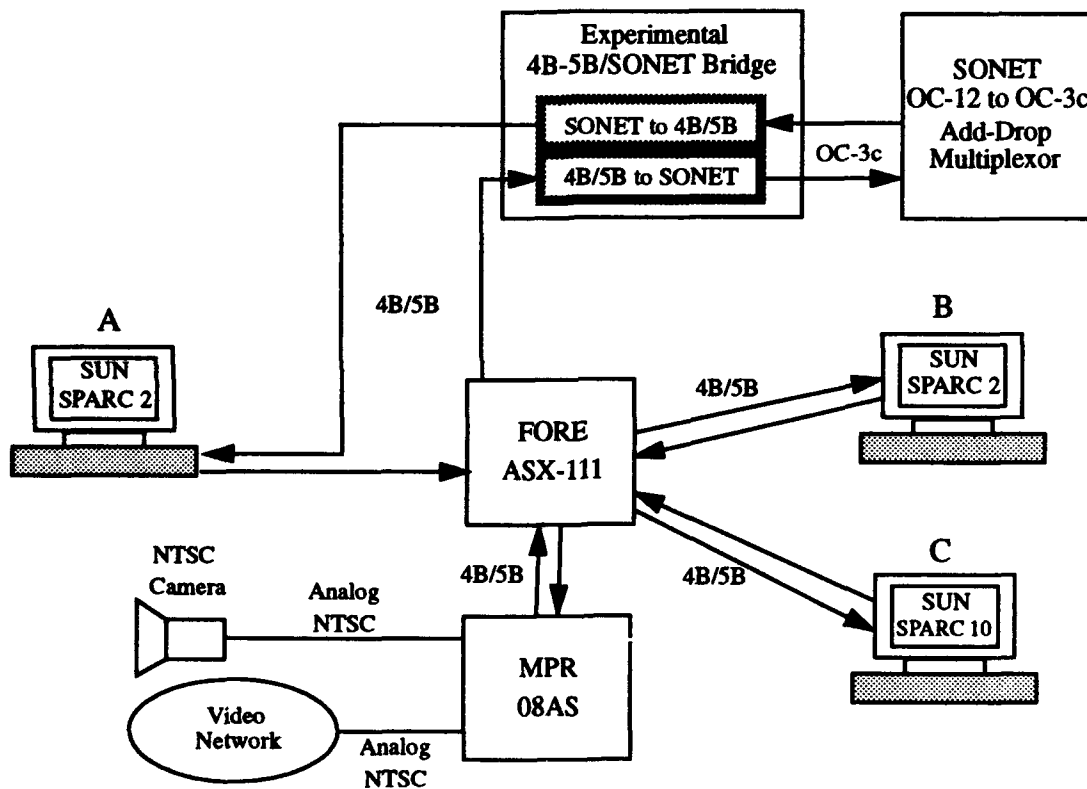 Experimental
4B-5B/SONET Bridge
SONET to 4B/5B
4B/5B to SONET
OC-3c
SONET
OC-12 to OC-3c
Add-Drop
Multiplexor
4B/5B
A
SUN
SPARC 2
B
SUN
SPARC 2
4B/5B
FORE
ASX-111
4B/5B
4B/5B
C
SUN
SPARC 10
NTSC
Camera
Analog
NTSC
MPR
08AS
Video
Network
Analog
NTSC